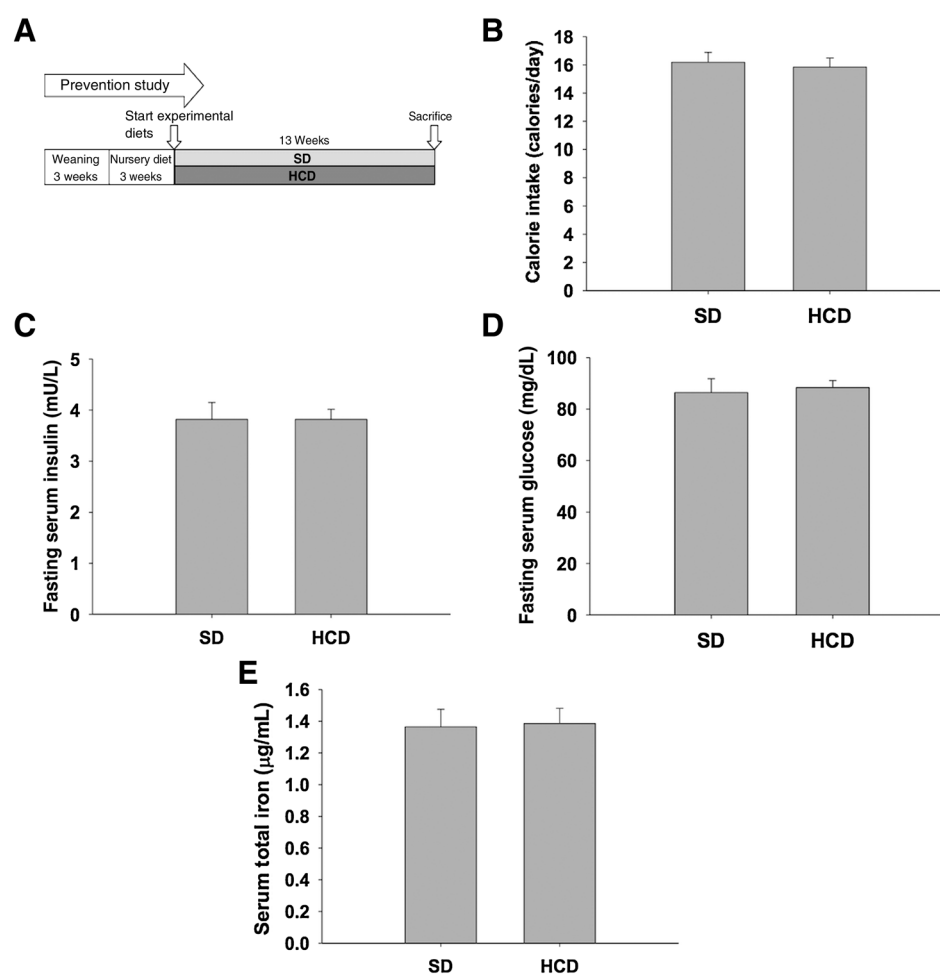 A
Prevention study
Start experimental
diets
Sacrifice
13 Weeks
Weaning
3 weeks
Nursery diet
3 weeks
SD
HCD
B
Calorie intake (calories/day)
18
16
14
12
10
8
6
4
2
0
SD
HCD
C
Fasting serum insulin (mU/L)
5
4
3
2
1
0
SD
HCD
D
Fasting serum glucose (mg/dL)
100
80
60
40
20
0
SD
HCD
E
Serum total iron (μg/mL)
1.6
1.4
1.2
1.0
0.8
0.6
0.4
0.2
0.0
SD
HCD